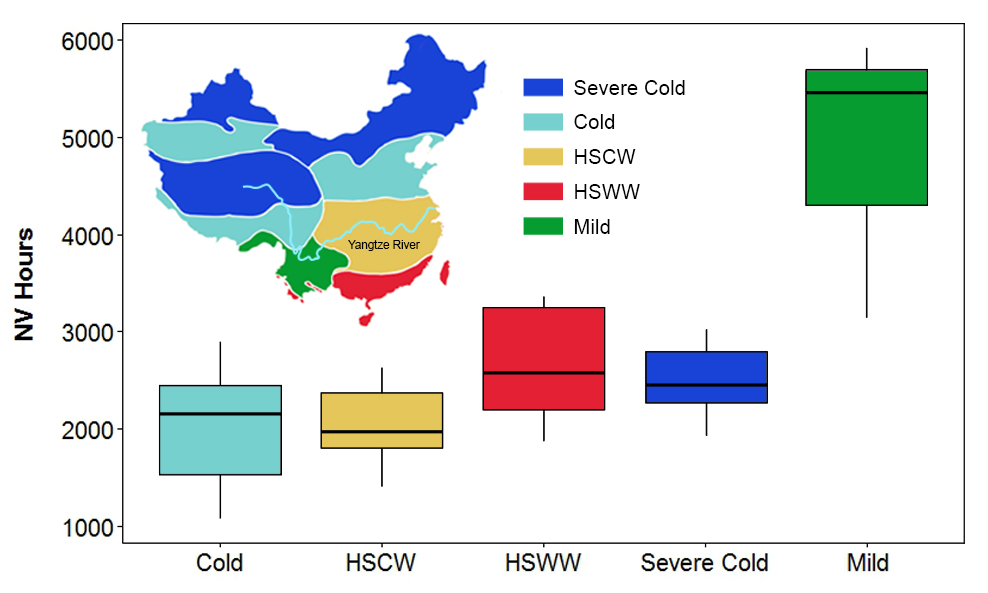 NV Hours
6000
5000
4000
3000
2000
1000
Severe Cold
Cold
HSCW
HSWW
Mild
Yangtze River
Cold
HSCW
HSWW
Severe Cold
Mild